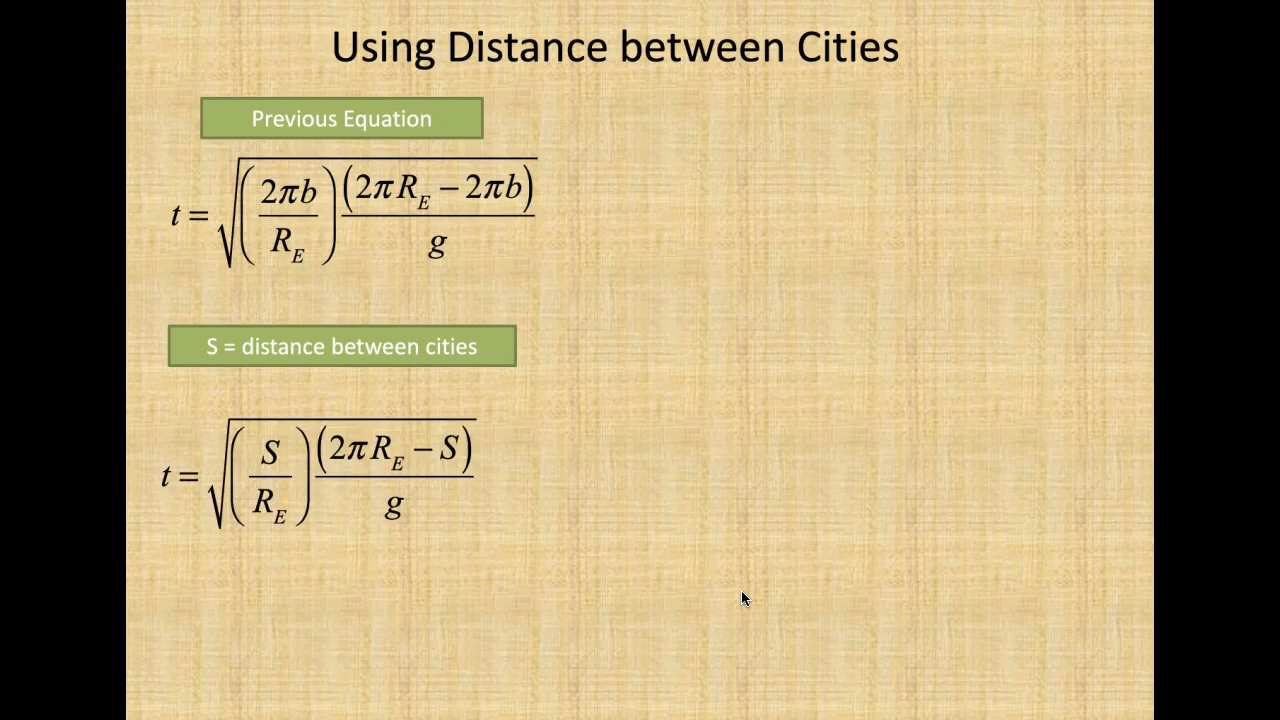 Using Distance between Cities
Previous Equation
t = √((2πb / R_E) (2πR_E − 2πb) / g)
S = distance between cities
t = √((S / R_E) (2πR_E − S) / g)